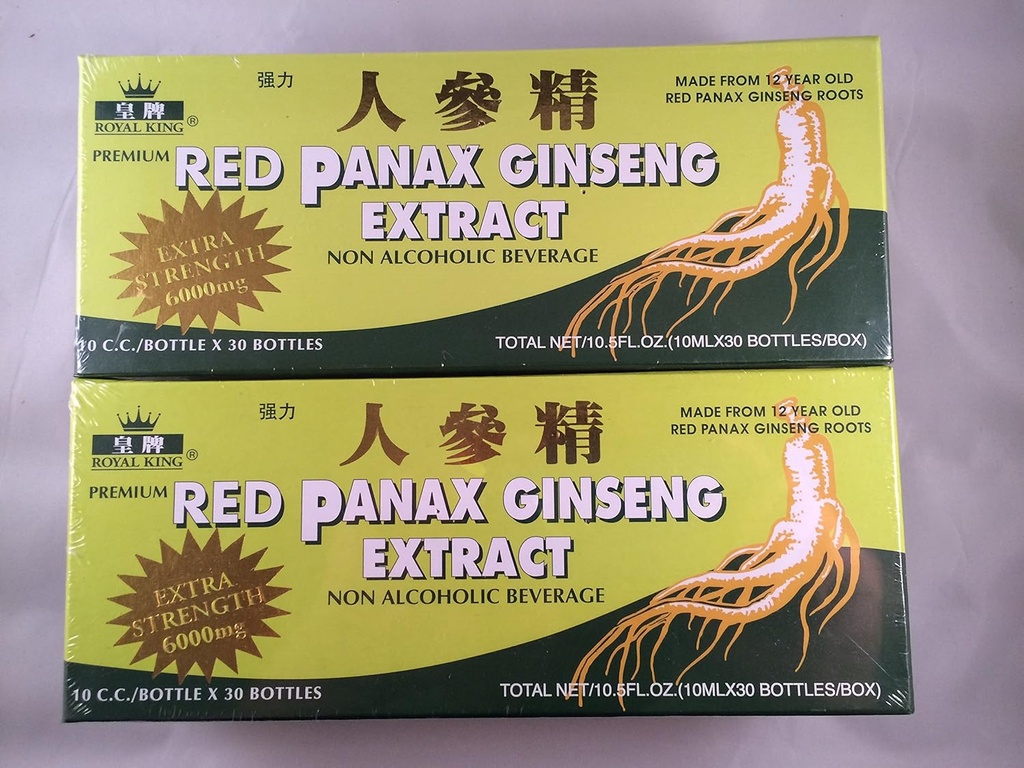 强力
人參精
MADE FROM 12 YEAR OLD
RED PANAX GINSENG ROOTS
皇牌
ROYAL KING®
PREMIUM RED PANAX GINSENG
EXTRACT
NON ALCOHOLIC BEVERAGE
EXTRA
STRENGTH
6000mg
10 C.C./BOTTLE X 30 BOTTLES
TOTAL NET/10.5FL.OZ.(10MLX30 BOTTLES/BOX)
强力
人參精
MADE FROM 12 YEAR OLD
RED PANAX GINSENG ROOTS
皇牌
ROYAL KING®
PREMIUM RED PANAX GINSENG
EXTRACT
NON ALCOHOLIC BEVERAGE
EXTRA
STRENGTH
6000mg
10 C.C./BOTTLE X 30 BOTTLES
TOTAL NET/10.5FL.OZ.(10MLX30 BOTTLES/BOX)